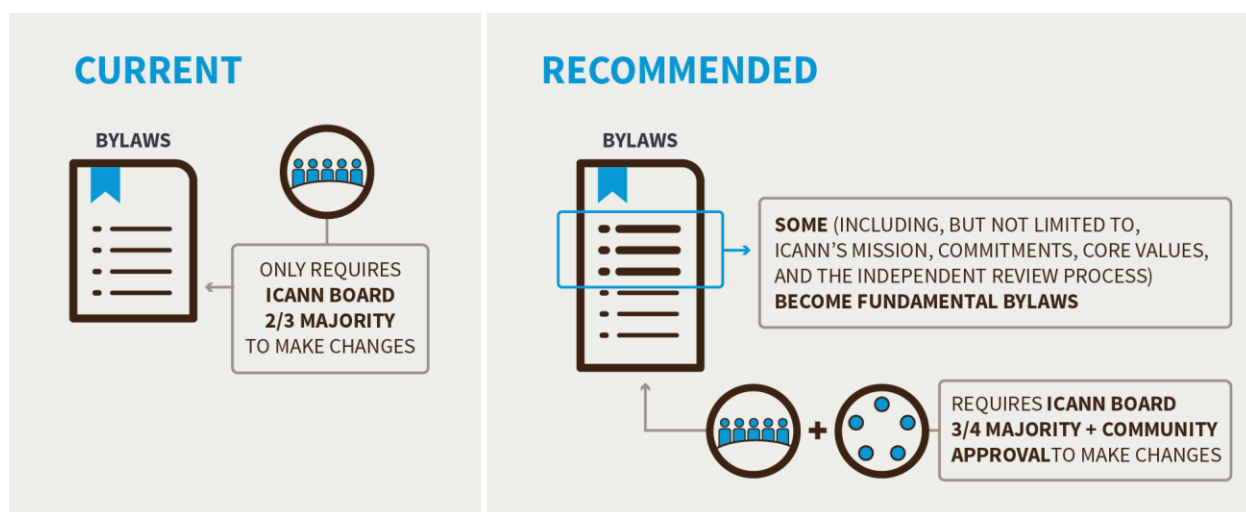 CURRENT
BYLAWS
ONLY REQUIRES
ICANN BOARD
2/3 MAJORITY
TO MAKE CHANGES
RECOMMENDED
BYLAWS
SOME (INCLUDING, BUT NOT LIMITED TO,
ICANN'S MISSION, COMMITMENTS, CORE VALUES,
AND THE INDEPENDENT REVIEW PROCESS)
BECOME FUNDAMENTAL BYLAWS
+
REQUIRES ICANN BOARD
3/4 MAJORITY + COMMUNITY
APPROVAL TO MAKE CHANGES